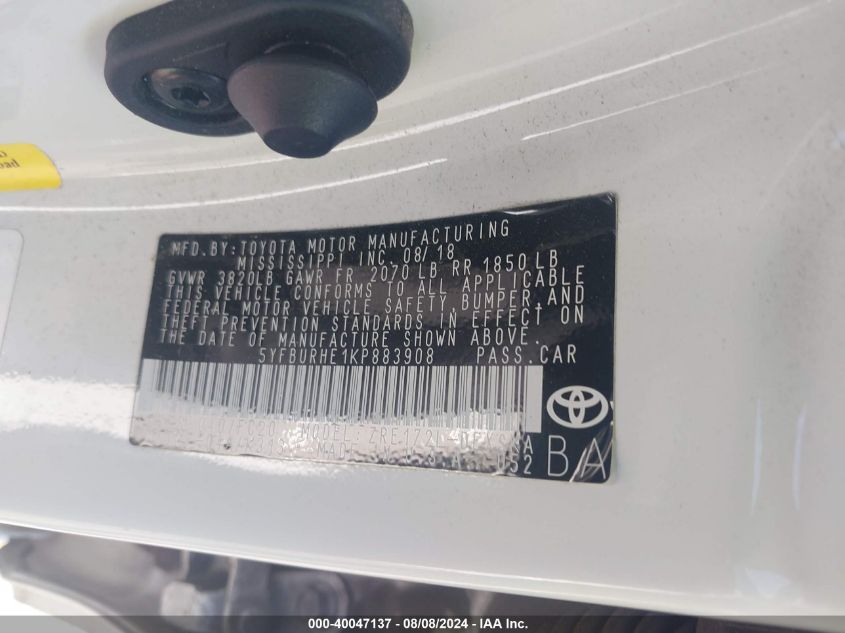 oad
MFD.BY:TOYOTA MOTOR MANUFACTURING
MISSISSIPPI INC. 08/18
GVWR 3820LB GAWR FR 2070 LB RR 1850 LB
THIS VEHICLE CONFORMS TO ALL APPLICABLE
FEDERAL MOTOR VEHICLE SAFETY BUMPER,AND
THEFT PREVENTION STANDARDS IN EFFECT ON
THE DATE OF MANUFACTURE SHOWN ABOVE.
5YFBURHE1KP883908 PASS.CAR
MODEL:
BA
000-40047137 - 08/08/2024 - IAA Inc.